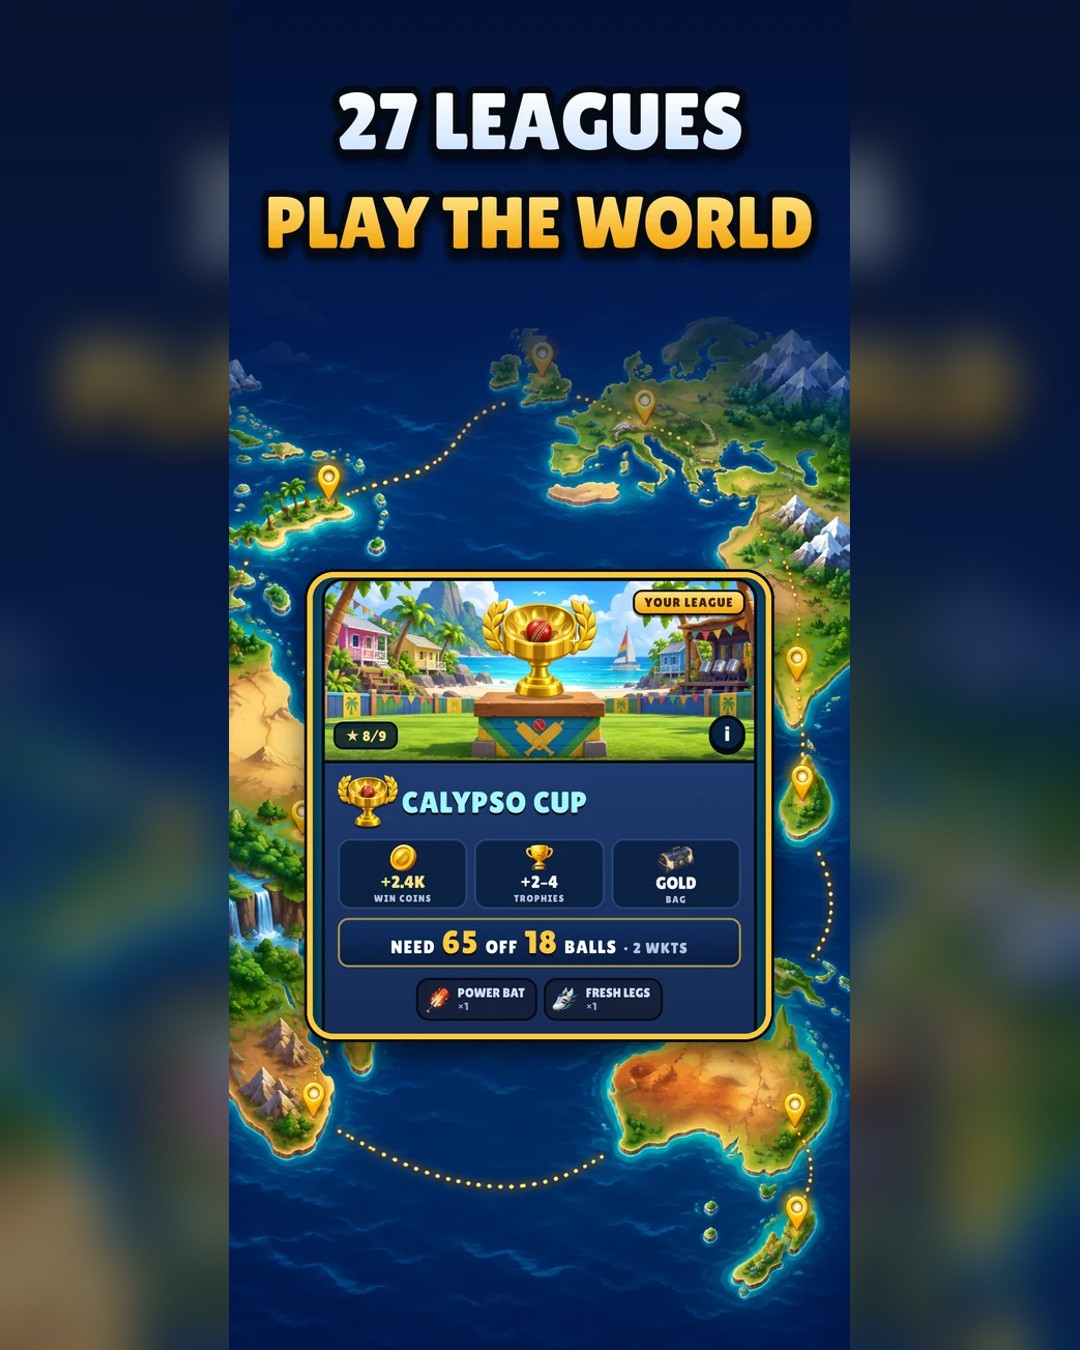 27 LEAGUES
PLAY THE WORLD
YOUR LEAGUE
★ 8/9
i
CALYPSO CUP
+2.4K
WIN COINS
+2-4
TROPHIES
GOLD
BAG
NEED 65 OFF 18 BALLS · 2 WKTS
POWER BAT
×1
FRESH LEGS
×1